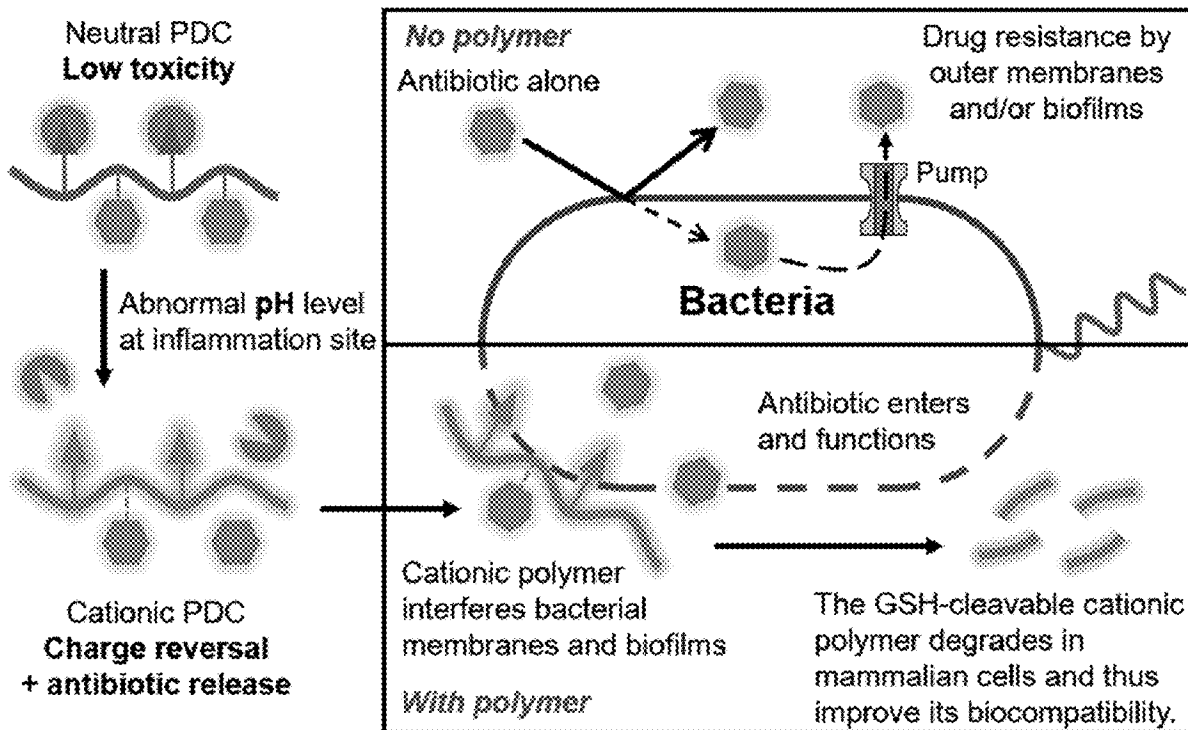 Neutral PDC
Low toxicity
Abnormal pH level
at inflammation site
Cationic PDC
Charge reversal
+ antibiotic release
No polymer
Antibiotic alone
Drug resistance by
outer membranes
and/or biofilms
Pump
Bacteria
Antibiotic enters
and functions
Cationic polymer
interferes bacterial
membranes and biofilms
With polymer
The GSH-cleavable cationic
polymer degrades in
mammalian cells and thus
improve its biocompatibility.